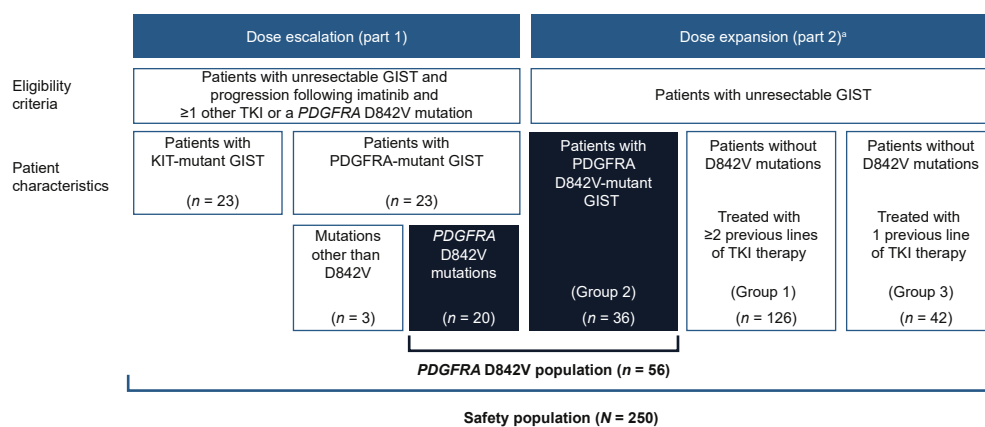 Dose escalation (part 1)
Dose expansion (part 2)ᵃ
Eligibility
criteria
Patients with unresectable GIST and
progression following imatinib and
≥1 other TKI or a PDGFRA D842V mutation
Patients with unresectable GIST
Patient
characteristics
Patients with
KIT-mutant GIST
(n = 23)
Patients with
PDGFRA-mutant GIST
(n = 23)
Mutations
other than
D842V
(n = 3)
PDGFRA
D842V
mutations
(n = 20)
Patients with
PDGFRA
D842V-mutant
GIST
(Group 2)
(n = 36)
Patients without
D842V mutations
Treated with
≥2 previous lines
of TKI therapy
(Group 1)
(n = 126)
Patients without
D842V mutations
Treated with
1 previous line
of TKI therapy
(Group 3)
(n = 42)
PDGFRA D842V population (n = 56)
Safety population (N = 250)